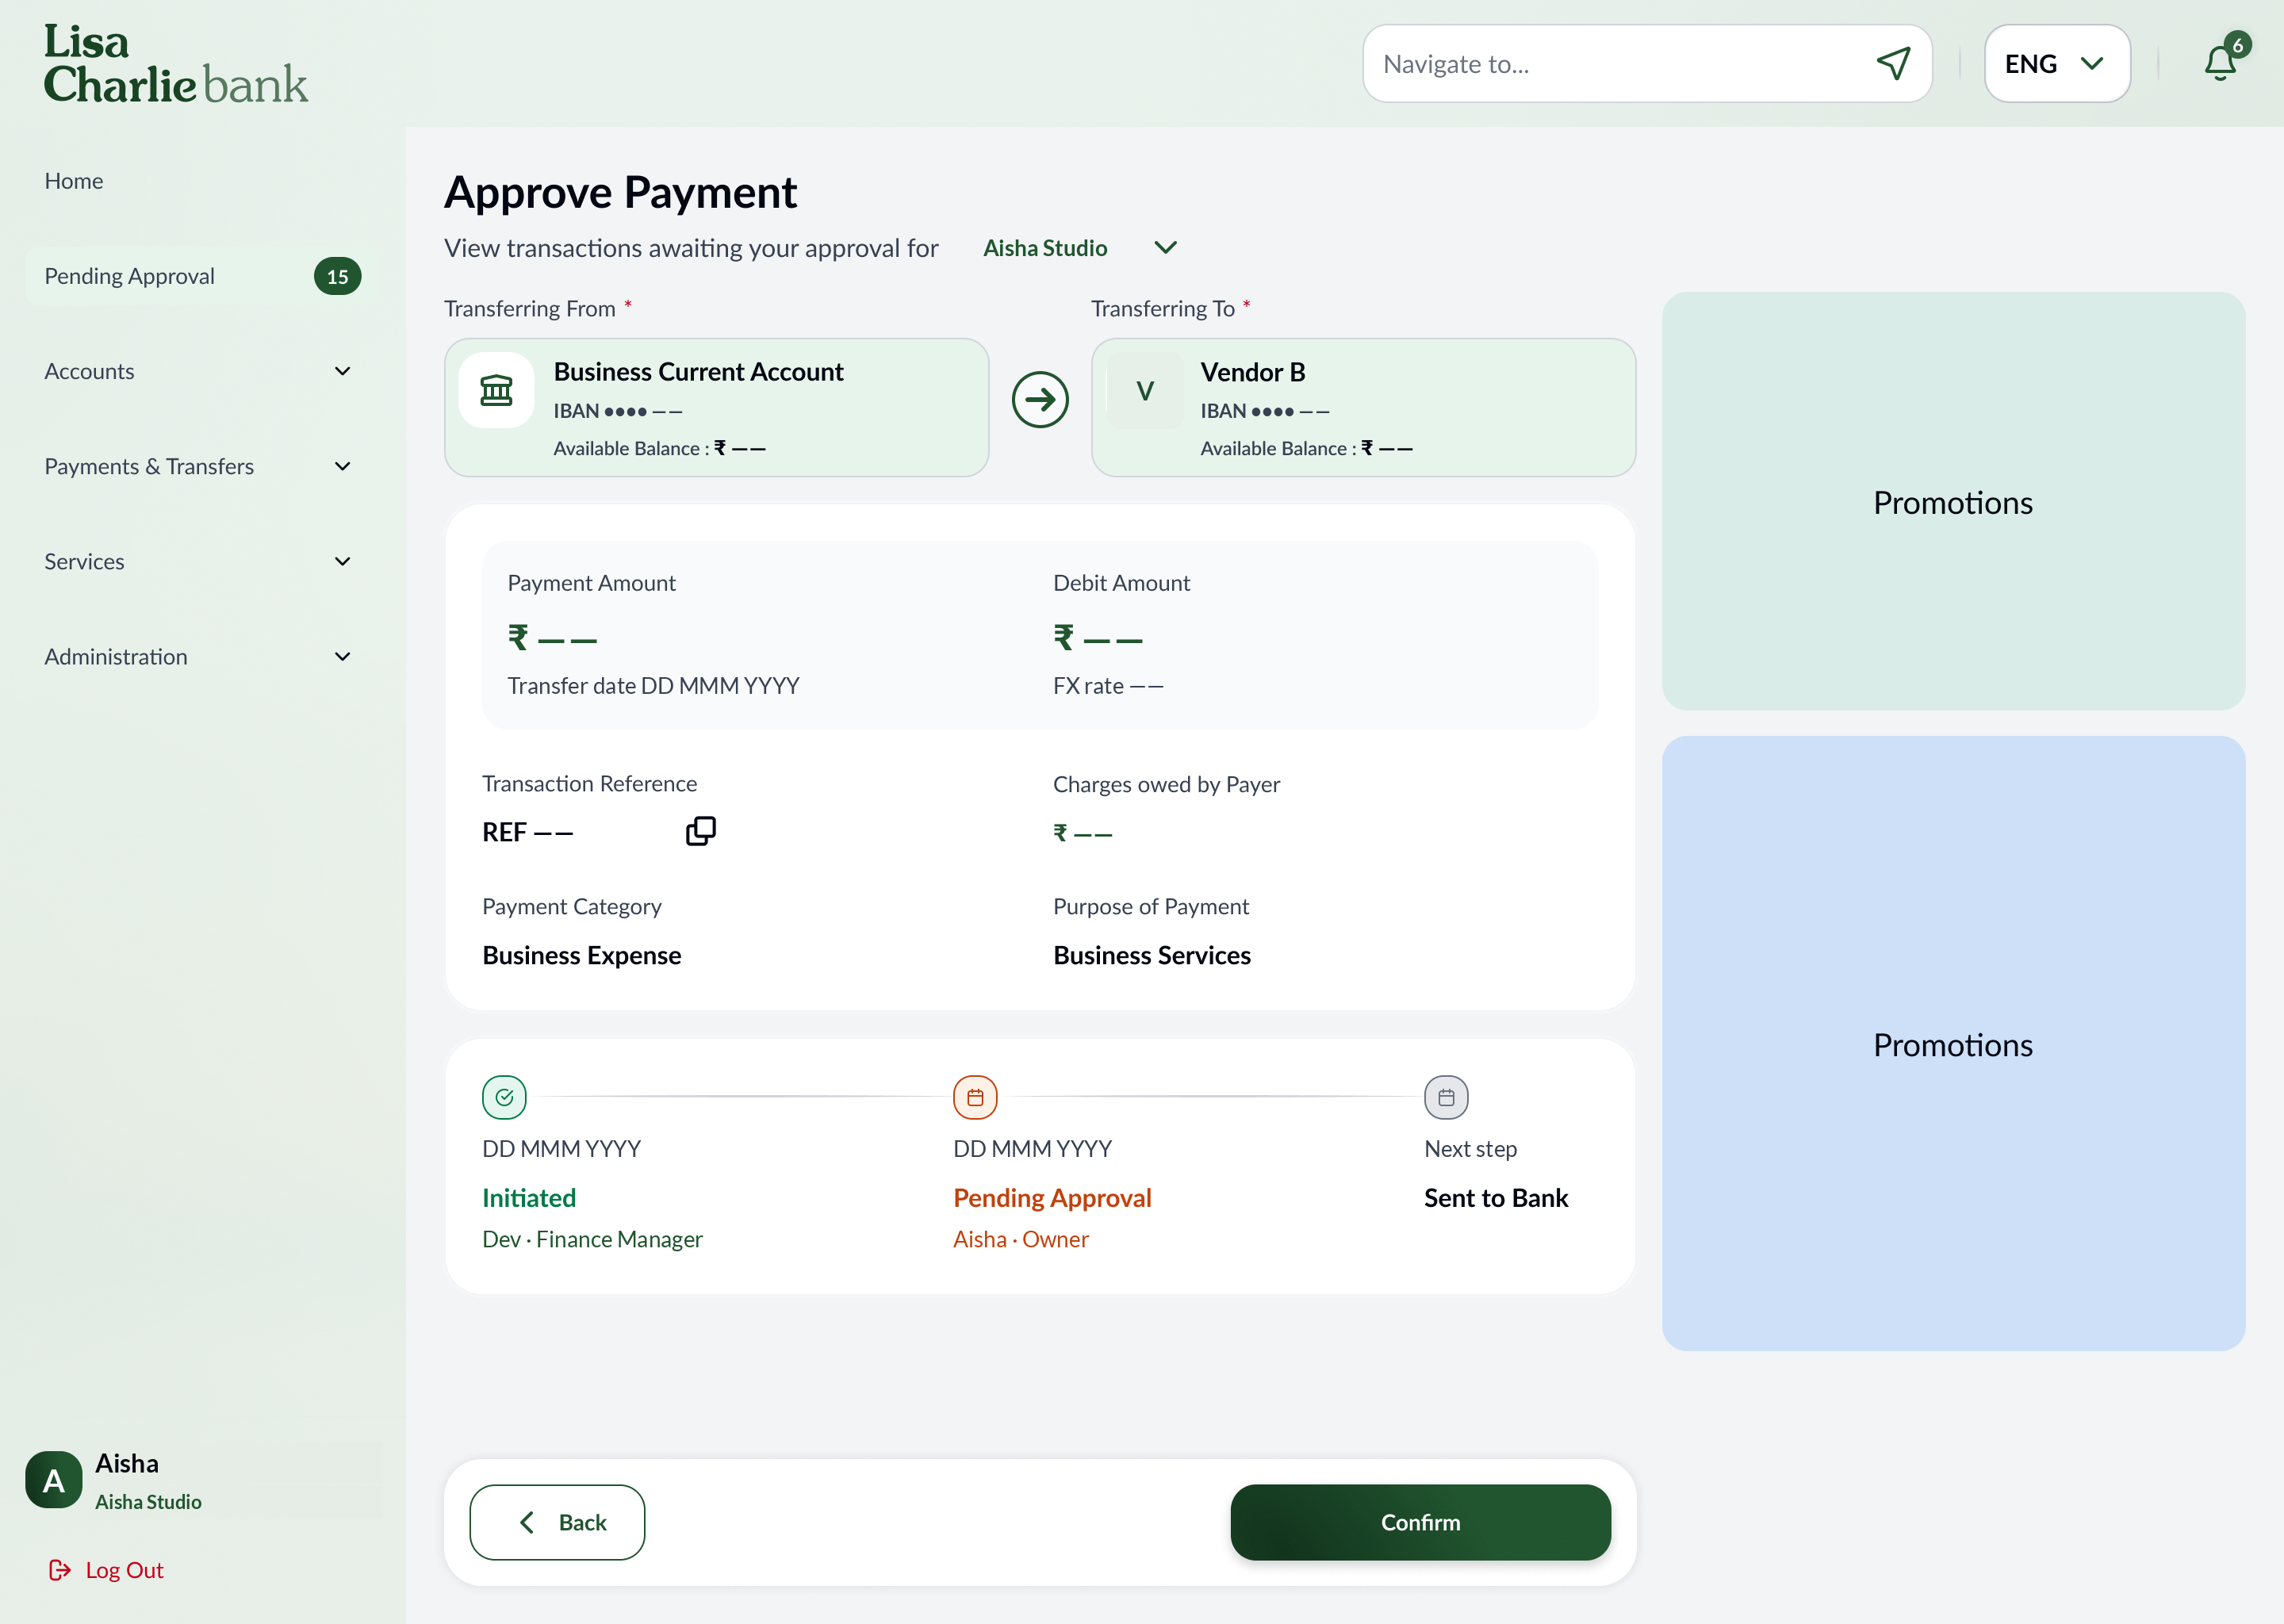 Lisa
Charlie bank
Navigate to...
ENG
6
Home
Pending Approval
15
Accounts
Payments & Transfers
Services
Administration
Aisha
Aisha Studio
A
Log Out
Approve Payment
View transactions awaiting your approval for Aisha Studio
Transferring From *
Business Current Account
IBAN •••• ——
Available Balance : ₹ ——
Transferring To *
V
Vendor B
IBAN •••• ——
Available Balance : ₹ ——
Payment Amount
₹ ——
Transfer date DD MMM YYYY
Debit Amount
₹ ——
FX rate ——
Transaction Reference
REF ——
Charges owed by Payer
₹ ——
Payment Category
Business Expense
Purpose of Payment
Business Services
DD MMM YYYY
Initiated
Dev · Finance Manager
DD MMM YYYY
Pending Approval
Aisha · Owner
Next step
Sent to Bank
Back
Confirm
Promotions
Promotions